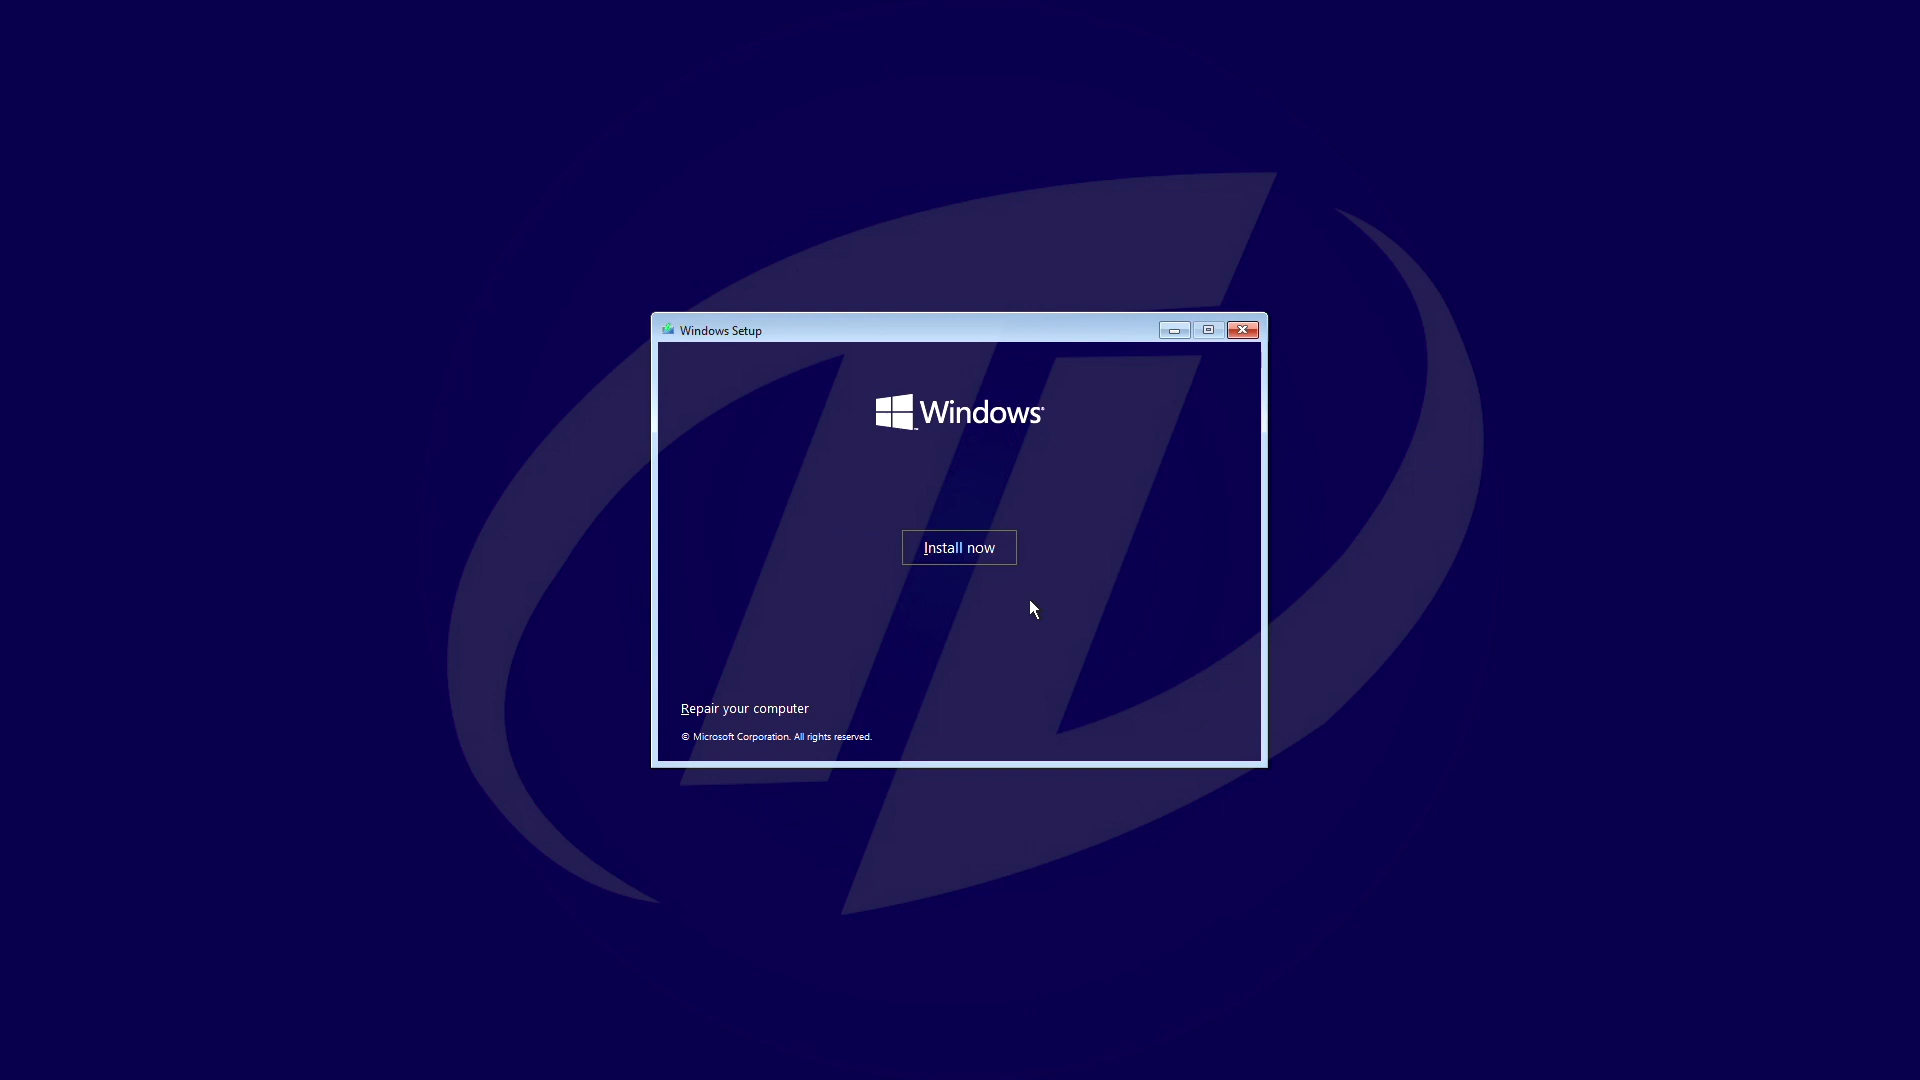 Windows Setup
Windows
Install now
Repair your computer
© Microsoft Corporation. All rights reserved.